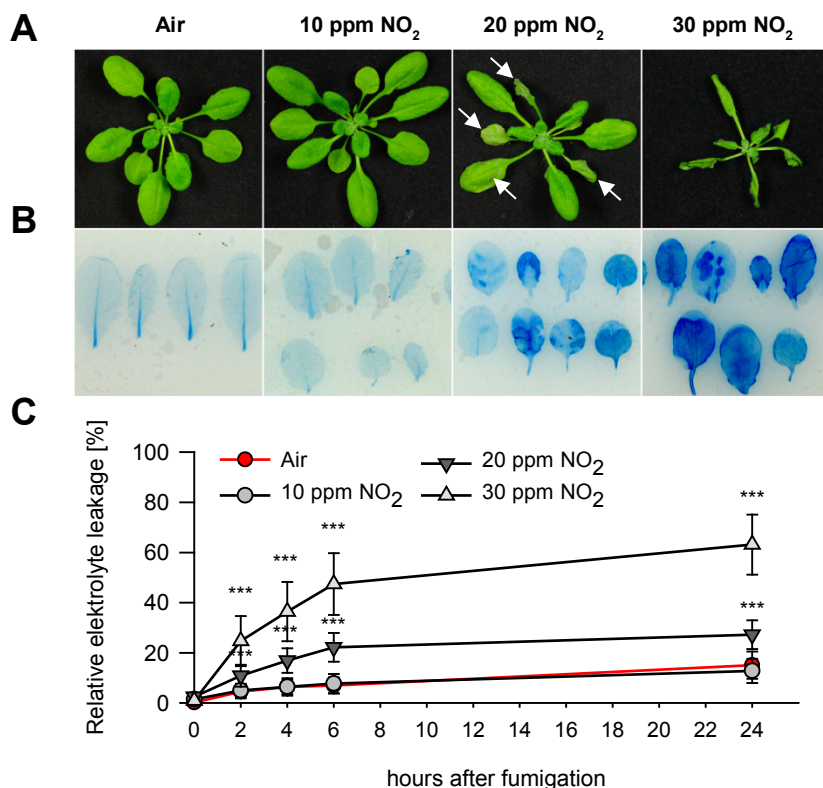 A
Air
10 ppm NO2
20 ppm NO2
30 ppm NO2
B
C
Relative elektrolyte leakage [%]
100
80
60
40
20
0
Air
10 ppm NO2
20 ppm NO2
30 ppm NO2
***
***
***
***
***
***
***
***
0
2
4
6
8
10
12
14
16
18
20
22
24
hours after fumigation